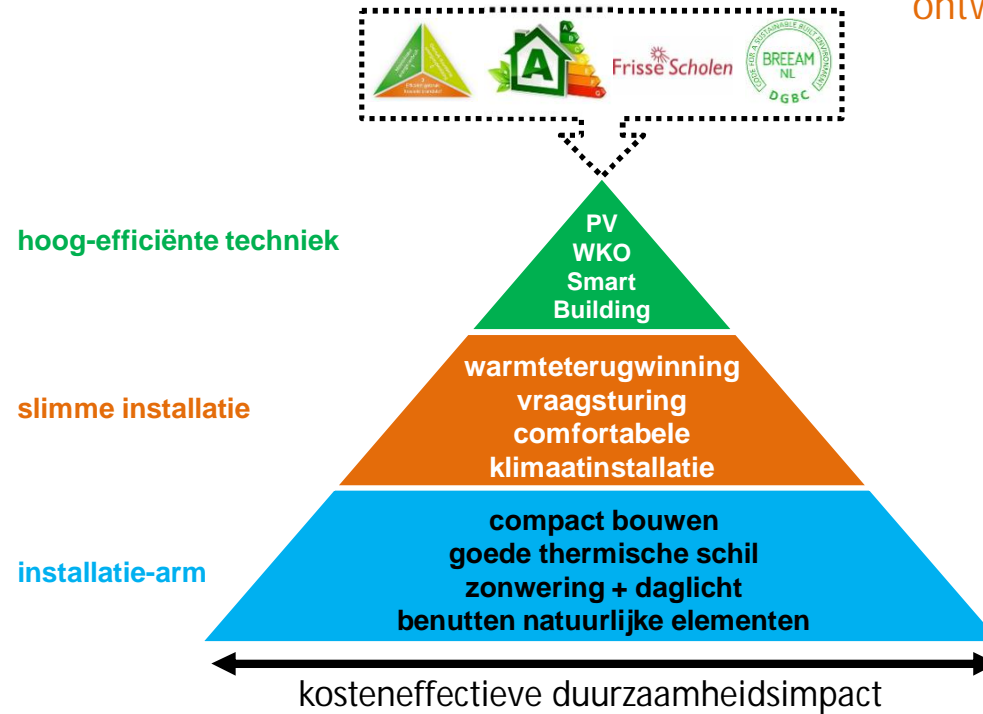 ontw
A
Frisse Scholen
BREEAM
NL
DGBC
hoog-efficiënte techniek
PV
WKO
Smart
Building
slimme installatie
warmteterugwinning
vraagsturing
comfortabele
klimaatinstallatie
installatie-arm
compact bouwen
goede thermische schil
zonwering + daglicht
benutten natuurlijke elementen
kosteneffectieve duurzaamheidsimpact